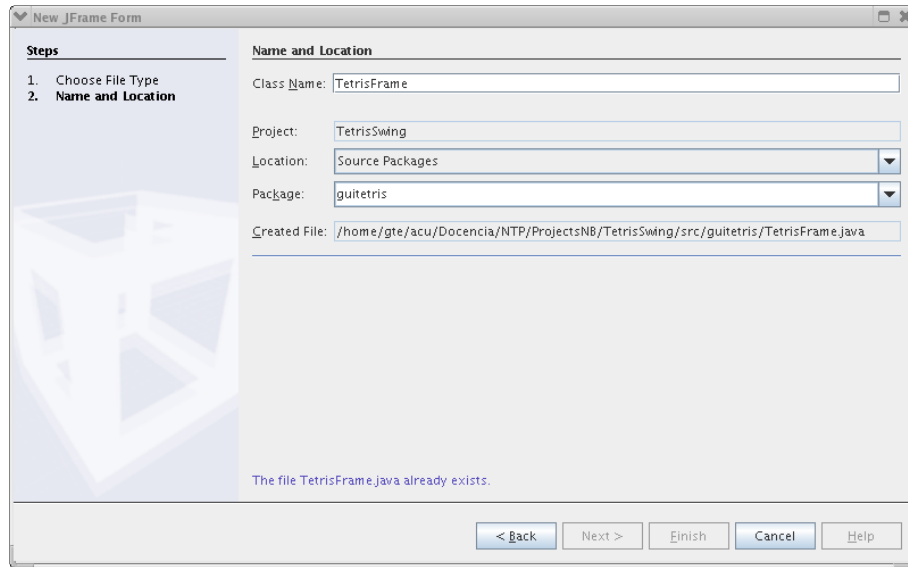 New JFrame Form
Steps
1. Choose File Type
2. Name and Location
Name and Location
Class Name: TetrisFrame
Project: TetrisSwing
Location: Source Packages
Package: guitetris
Created File: /home/gte/acu/Docencia/NTP/ProjectsNB/TetrisSwing/src/guitetris/TetrisFrame.java
The file TetrisFrame.java already exists.
< Back Next > Finish Cancel Help